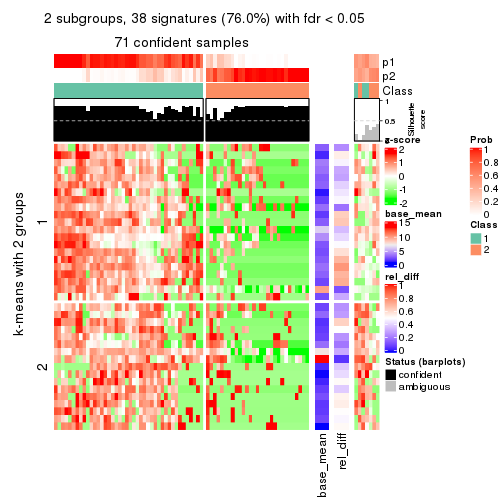 2 subgroups, 38 signatures (76.0%) with fdr < 0.05
71 confident samples
p1
p2
Class
1
0.5
0
Silhouette
score
k-means with 2 groups
1
2
base_mean
rel_diff
z-score
2
1
0
-1
-2
base_mean
15
10
5
0
rel_diff
1
0.8
0.6
0.4
0.2
0
Status (barplots)
confident
ambiguous
Prob
1
0.8
0.6
0.4
0.2
0
Class
1
2